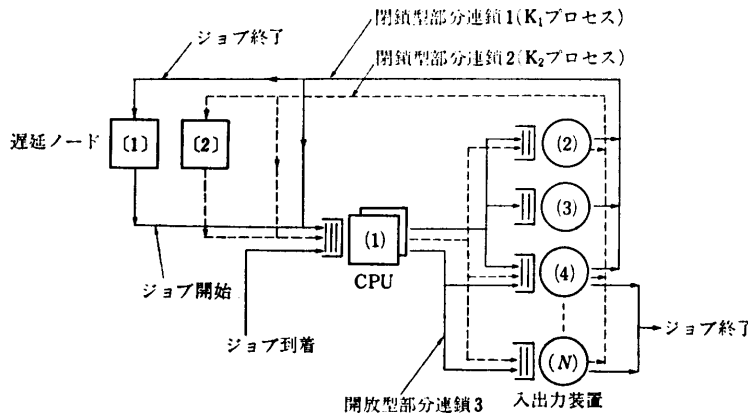 ジョブ終了
閉鎖型部分連鎖1(K₁プロセス)
閉鎖型部分連鎖2(K₂プロセス)
遅延ノード
〔1〕
〔2〕
(2)
(3)
(1)
CPU
(4)
ジョブ開始
ジョブ到着
ジョブ終了
(N)
開放型部分連鎖3
入出力装置